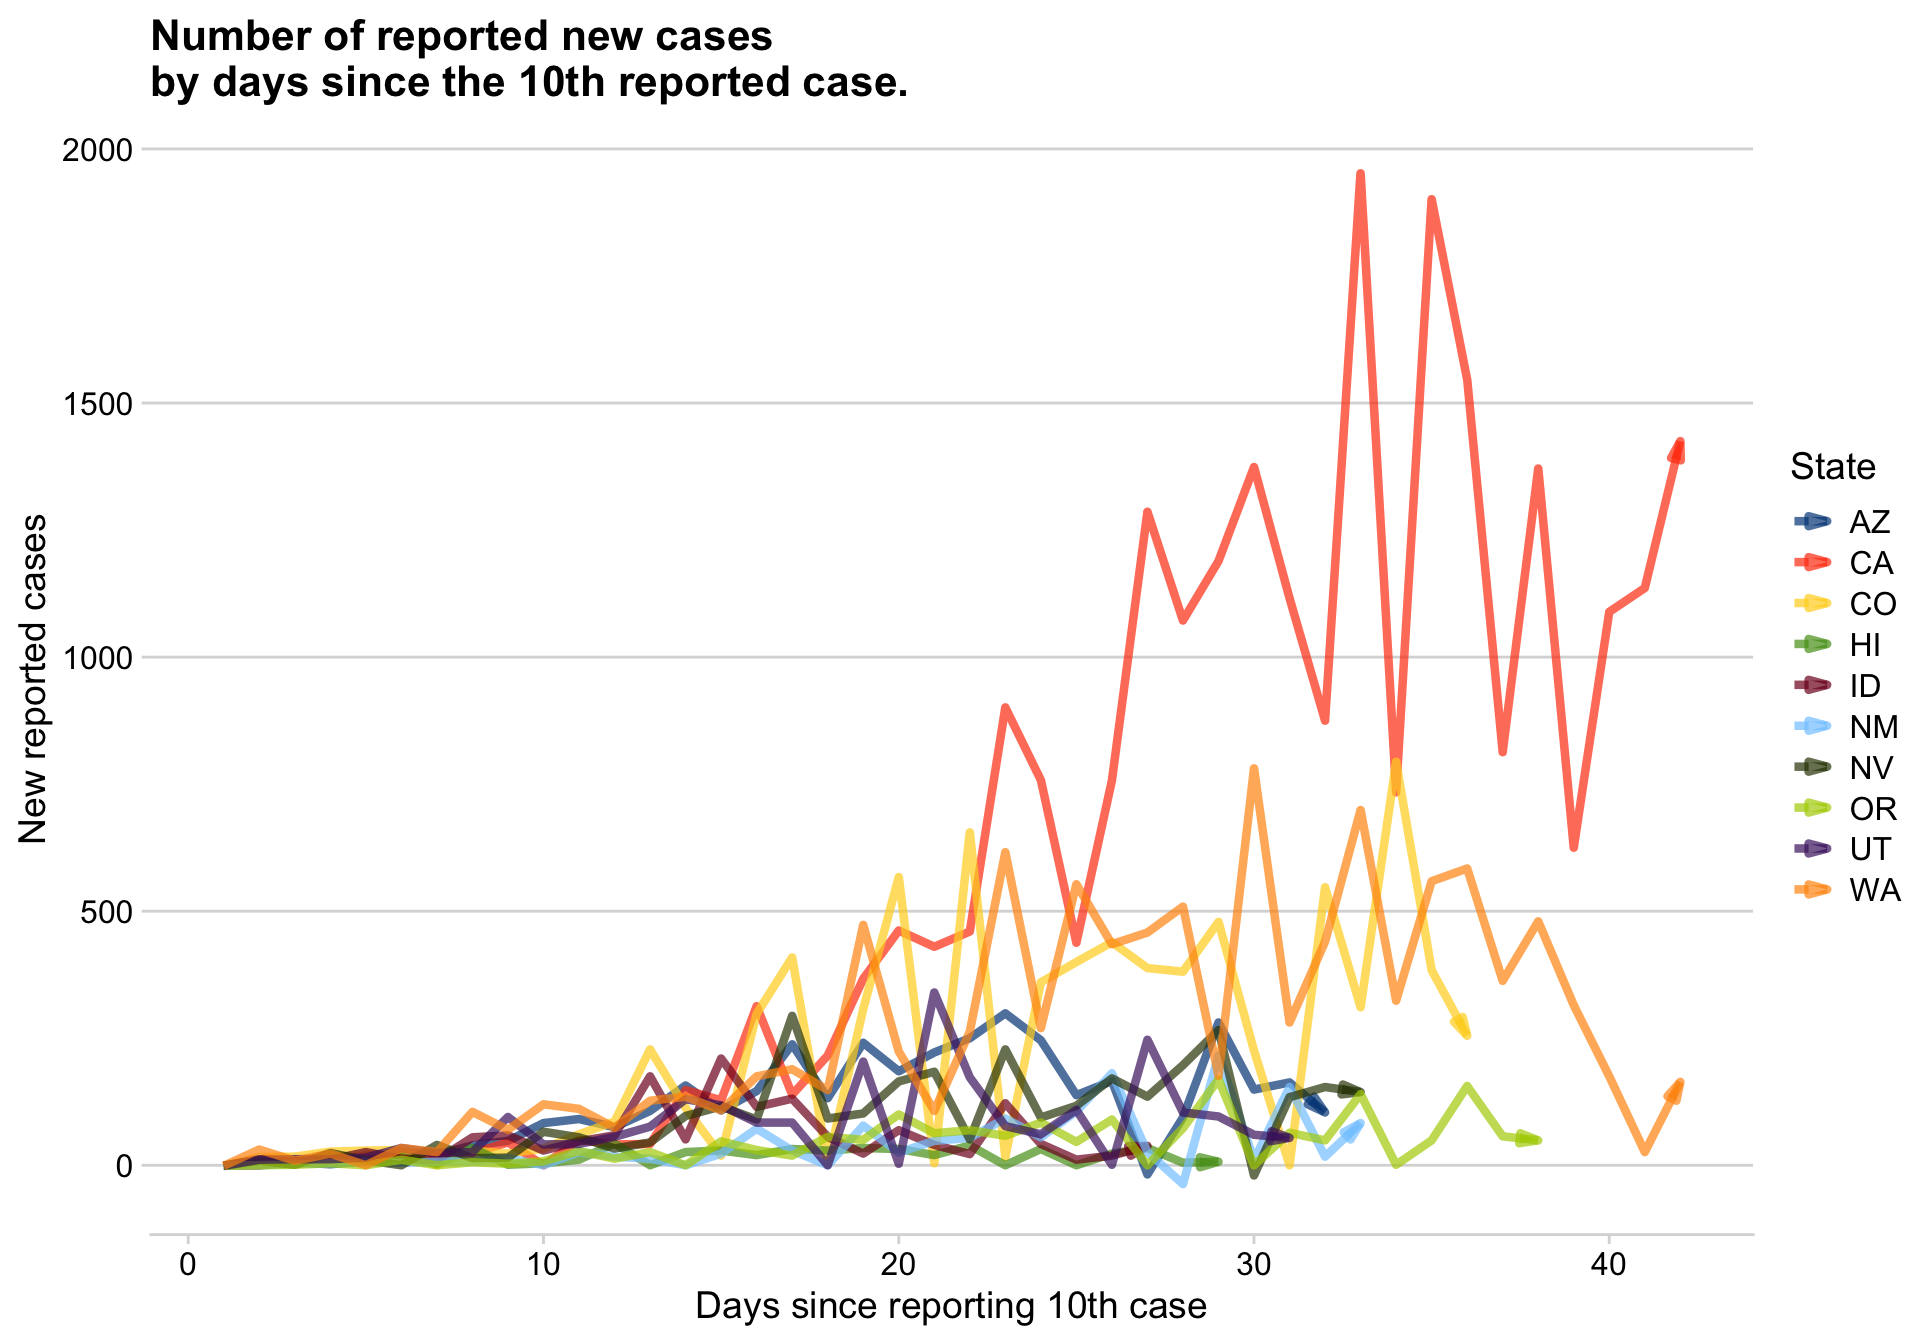 Number of reported new cases
by days since the 10th reported case.
2000
1500
1000
500
0
New reported cases
0 10 20 30 40
Days since reporting 10th case
State
AZ
CA
CO
HI
ID
NM
NV
OR
UT
WA